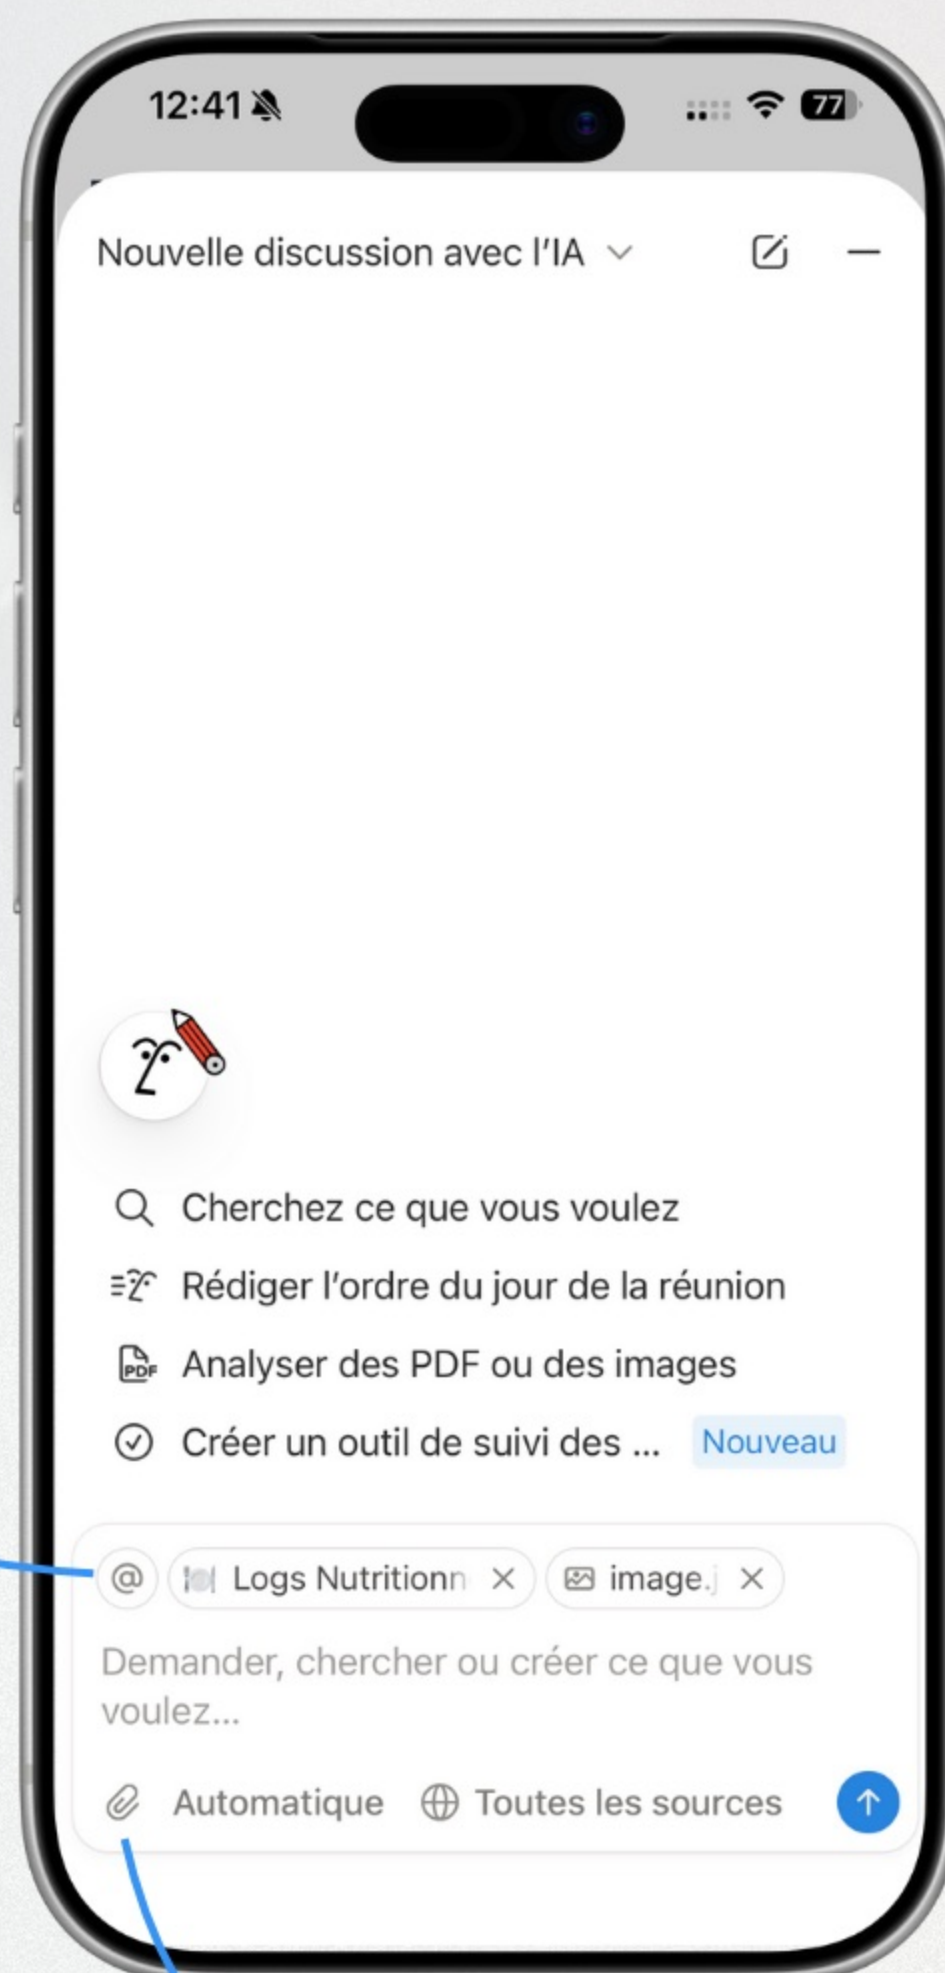 12:41
77
Nouvelle discussion avec l'IA
Cherchez ce que vous voulez
Rédiger l'ordre du jour de la réunion
PDF
Analyser des PDF ou des images
Créer un outil de suivi des ...
Nouveau
@
Logs Nutritionn
image.j
Demander, chercher ou créer ce que vous
voulez...
Automatique
Toutes les sources